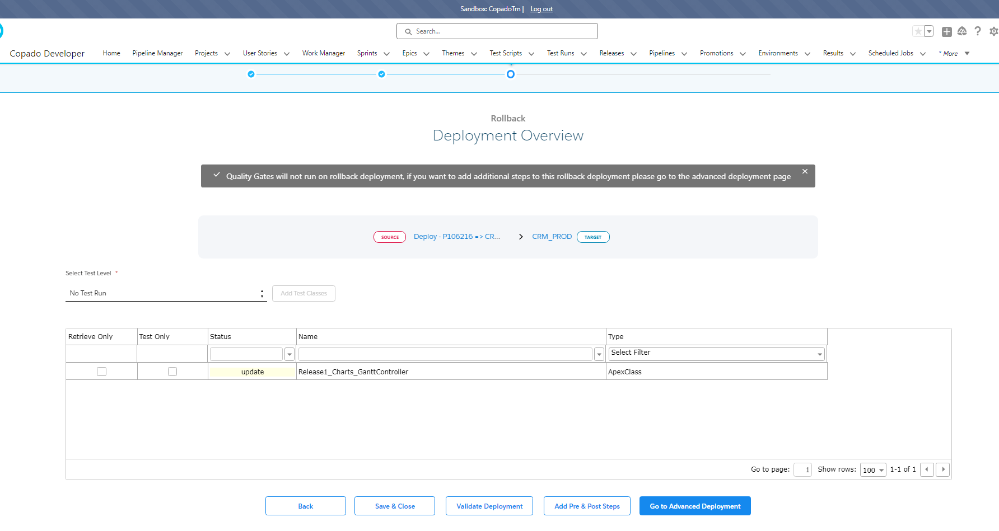 Sandbox: CopadoTrn | Log out
Search...
Copado Developer Home Pipeline Manager Projects User Stories Work Manager Sprints Epics Themes Test Scripts Test Runs Releases Pipelines Promotions Environments Results Scheduled Jobs * More
Rollback
Deployment Overview
Quality Gates will not run on rollback deployment, if you want to add additional steps to this rollback deployment please go to the advanced deployment page
SOURCE Deploy - P106216 => CR... CRM_PROD TARGET
Select Test Level *
No Test Run Add Test Classes
Retrieve Only Test Only Status Name Type
Select Filter
update Release1_Charts_GanttController ApexClass
Go to page: 1 Show rows: 100 1-1 of 1
Back Save & Close Validate Deployment Add Pre & Post Steps Go to Advanced Deployment